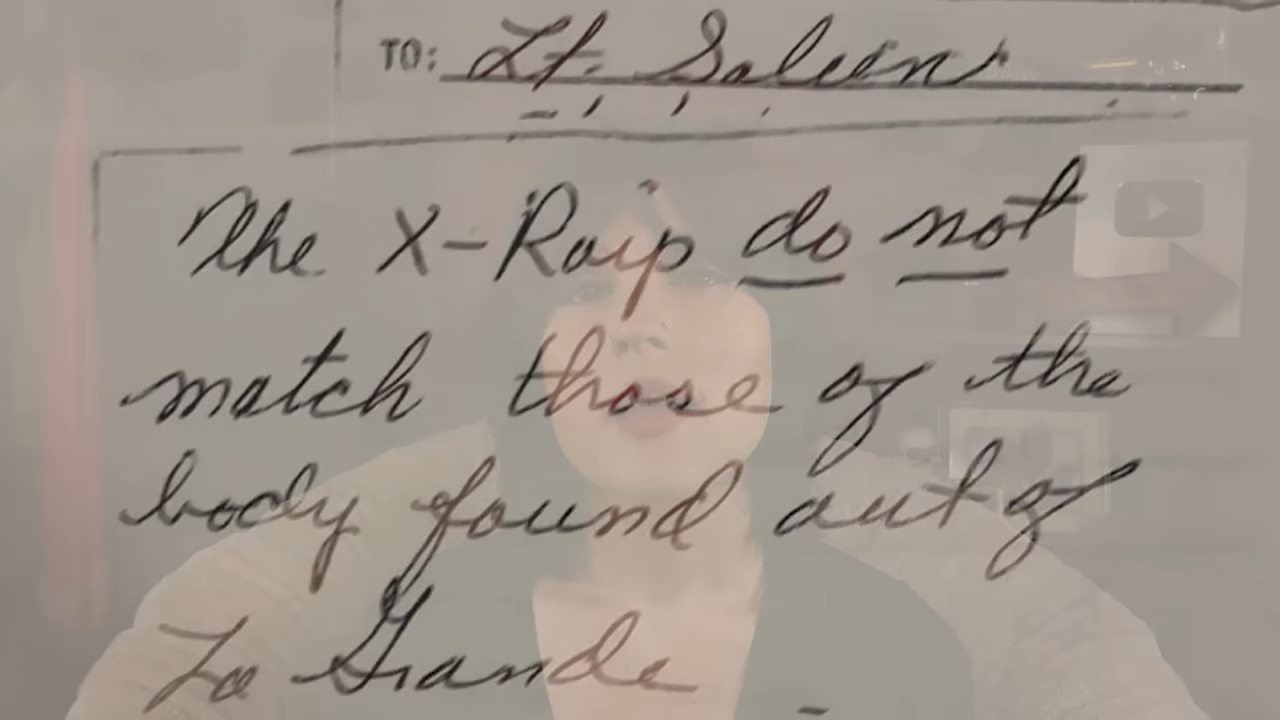 TO: Lt. Saleen
The X-Rays do not
match those of the
body found out of
La Grande